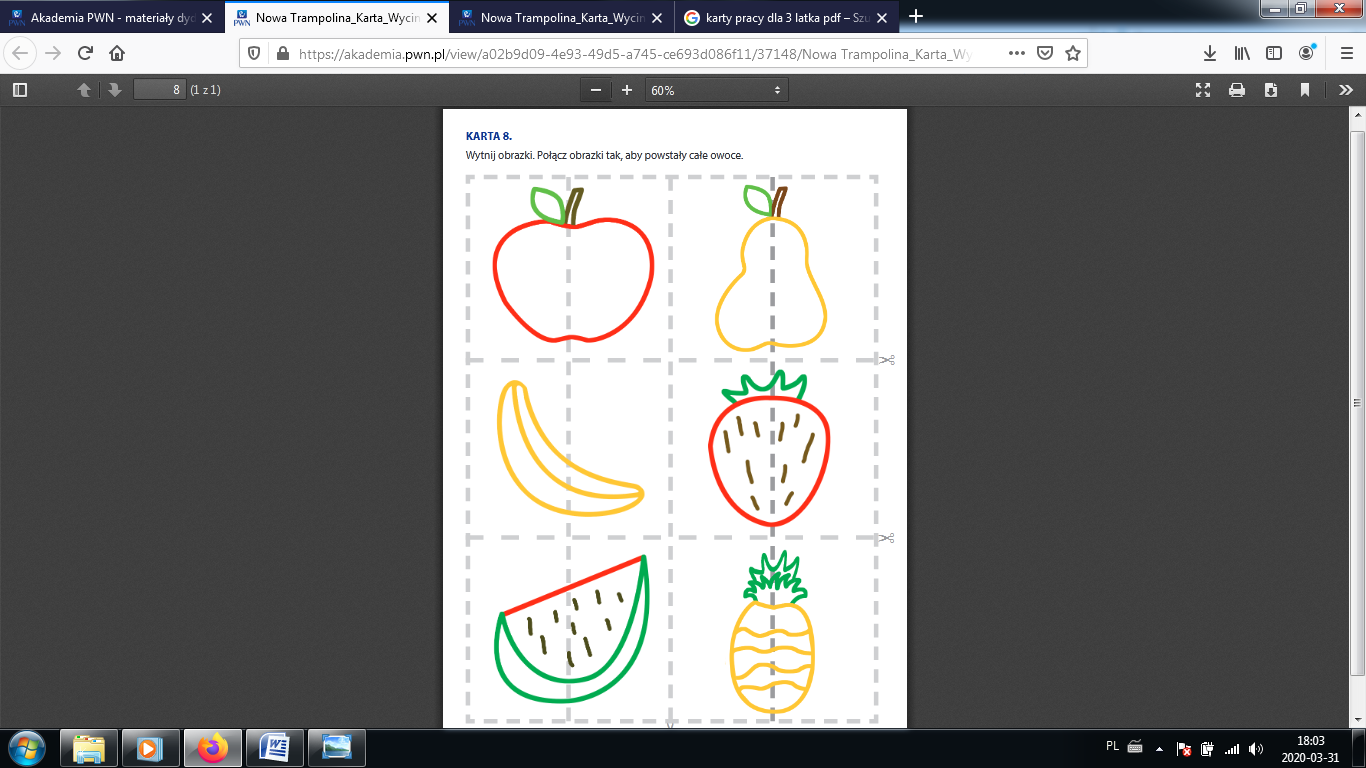 Akademia PWN - materiały dyd
Nowa Trampolina_Karta_Wycin
Nowa Trampolina_Karta_Wycin
karty pracy dla 3 latka pdf – Szu
https://akademia.pwn.pl/view/a02b9d09-4e93-49d5-a745-ce693d086f11/37148/Nowa Trampolina_Karta_Wy
8 (1 z 1)
60%
KARTA 8.
Wytnij obrazki. Połącz obrazki tak, aby powstały całe owoce.
PL
18:03
2020-03-31